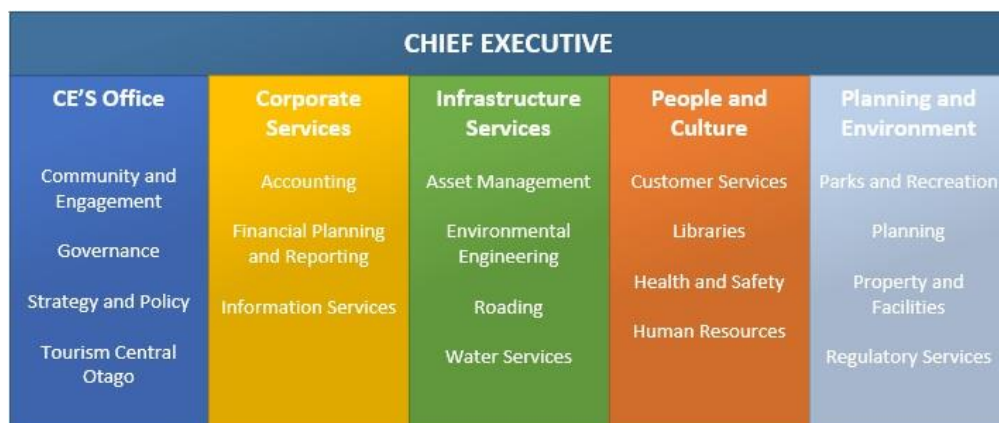 CHIEF EXECUTIVE
CE'S Office
Community and
Engagement
Governance
Strategy and Policy
Tourism Central
Otago
Corporate
Services
Accounting
Financial Planning
and Reporting
Information Services
Infrastructure
Services
Asset Management
Environmental
Engineering
Roading
Water Services
People and
Culture
Customer Services
Libraries
Health and Safety
Human Resources
Planning and
Environment
Parks and Recreation
Planning
Property and
Facilities
Regulatory Services